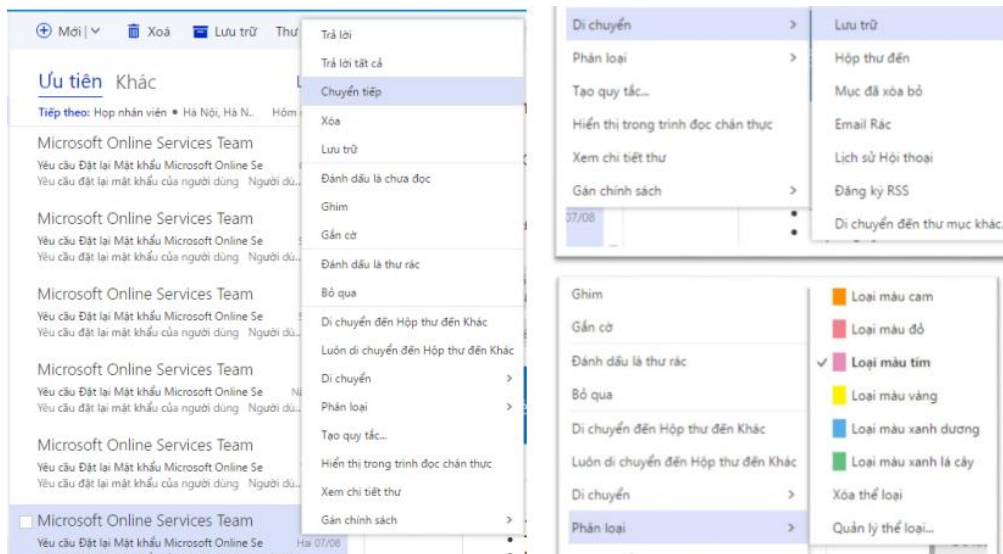 Mới
Xoá
Lưu trữ
Thư
Ưu tiên Khác
Tiếp theo: Họp nhân viên • Hà Nội, Hà N.. Hôm
Microsoft Online Services Team
Yêu cầu Đặt lại Mật khẩu Microsoft Online Se
Yêu cầu đặt lại mật khẩu của người dùng Người dù...
Microsoft Online Services Team
Yêu cầu Đặt lại Mật khẩu Microsoft Online Se
Yêu cầu đặt lại mật khẩu của người dùng Người dù...
Microsoft Online Services Team
Yêu cầu Đặt lại Mật khẩu Microsoft Online Se
Yêu cầu đặt lại mật khẩu của người dùng Người dù...
Microsoft Online Services Team
Yêu cầu Đặt lại Mật khẩu Microsoft Online Se
Yêu cầu đặt lại mật khẩu của người dùng Người dù...
Microsoft Online Services Team
Yêu cầu Đặt lại Mật khẩu Microsoft Online Se
Yêu cầu đặt lại mật khẩu của người dùng Người dù...
Microsoft Online Services Team
Yêu cầu Đặt lại Mật khẩu Microsoft Online Se Hai 07/08
Trả lời
Trả lời tất cả
Chuyển tiếp
Xóa
Lưu trữ
Đánh dấu là chưa đọc
Ghim
Gắn cờ
Đánh dấu là thư rác
Bỏ qua
Di chuyển đến Hộp thư đến Khác
Luôn di chuyển đến Hộp thư đến Khác
Di chuyển
Phân loại
Tạo quy tắc...
Hiển thị trong trình đọc chân thực
Xem chi tiết thư
Gán chính sách
Di chuyển
Phân loại
Tạo quy tắc...
Hiển thị trong trình đọc chân thực
Xem chi tiết thư
Gán chính sách
07/08
Lưu trữ
Hộp thư đến
Mục đã xóa bỏ
Email Rác
Lịch sử Hội thoại
Đăng ký RSS
Di chuyển đến thư mục khác.
Ghim
Gắn cờ
Đánh dấu là thư rác
Bỏ qua
Di chuyển đến Hộp thư đến Khác
Luôn di chuyển đến Hộp thư đến Khác
Di chuyển
Phân loại
Loại màu cam
Loại màu đỏ
Loại màu tím
Loại màu vàng
Loại màu xanh dương
Loại màu xanh lá cây
Xóa thể loại
Quản lý thể loại...